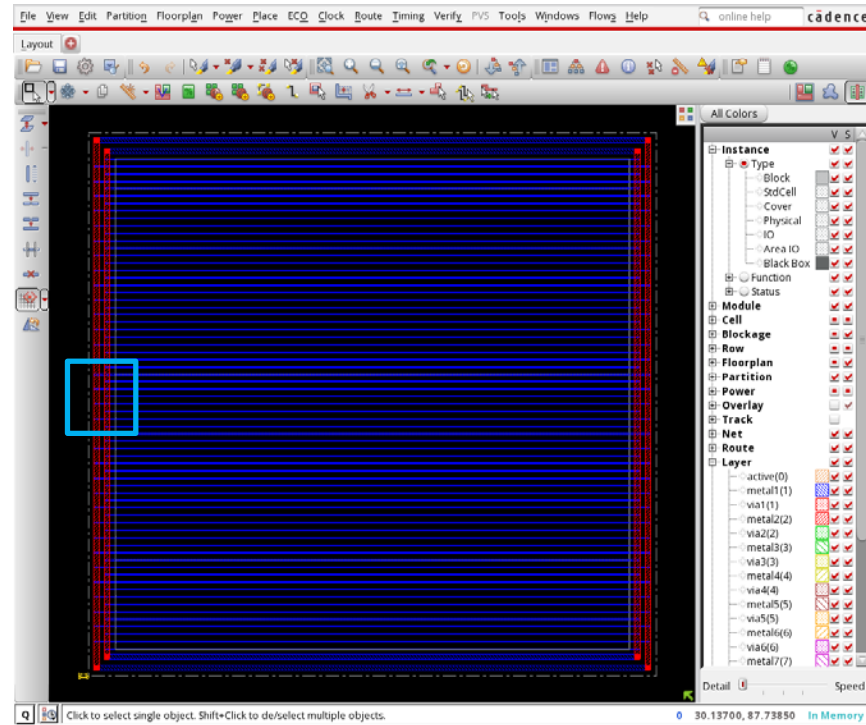 File View Edit Partition Floorplan Power Place ECO Clock Route Timing Verify PVS Tools Windows Flows Help online help cādence
Layout
All Colors
V S
Instance
Type
Block
StdCell
Cover
Physical
IO
Area IO
Black Box
Function
Status
Module
Cell
Blockage
Row
Floorplan
Partition
Power
Overlay
Track
Net
Route
Layer
active(0)
metal1(1)
via1(1)
metal2(2)
via2(2)
metal3(3)
via3(3)
metal4(4)
via4(4)
metal5(5)
via5(5)
metal6(6)
via6(6)
metal7(7)
Detail Speed
Q Click to select single object. Shift+Click to de/select multiple objects. 0 30.13700, 87.73850 In Memory